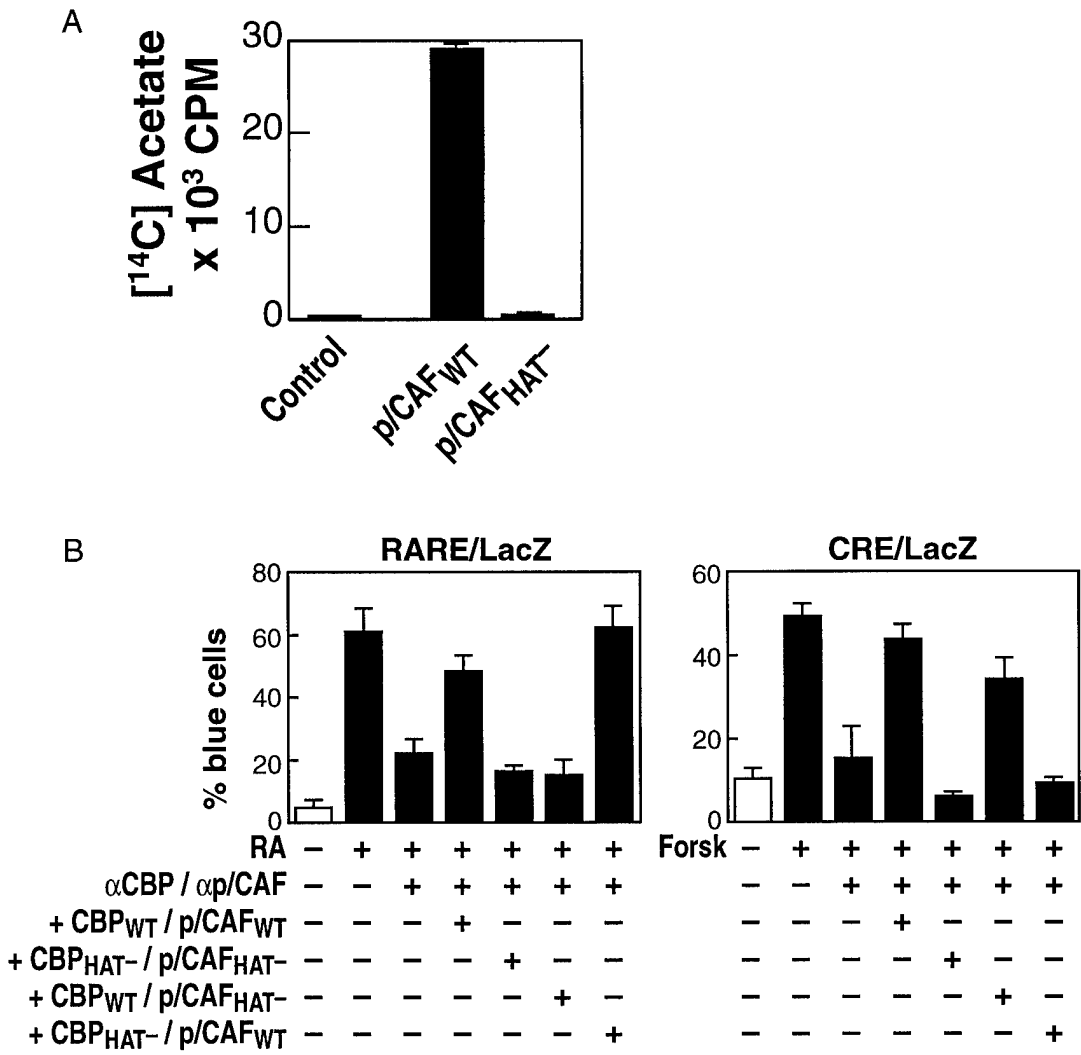 A
[¹⁴C] Acetate
x 10³ CPM
30
20
10
0
Control
p/CAFWT
p/CAFHAT–
B
RARE/LacZ
% blue cells
80
60
40
20
0
RA – + + + + + +
αCBP / αp/CAF – – + + + + +
+ CBPWT / p/CAFWT – – – + – – –
+ CBPHAT– / p/CAFHAT– – – – – + – –
+ CBPWT / p/CAFHAT– – – – – – + –
+ CBPHAT– / p/CAFWT – – – – – – +
CRE/LacZ
60
40
20
0
Forsk – + + + + + +
– – + + + + +
– – – + – – –
– – – – + – –
– – – – – + –
– – – – – – +